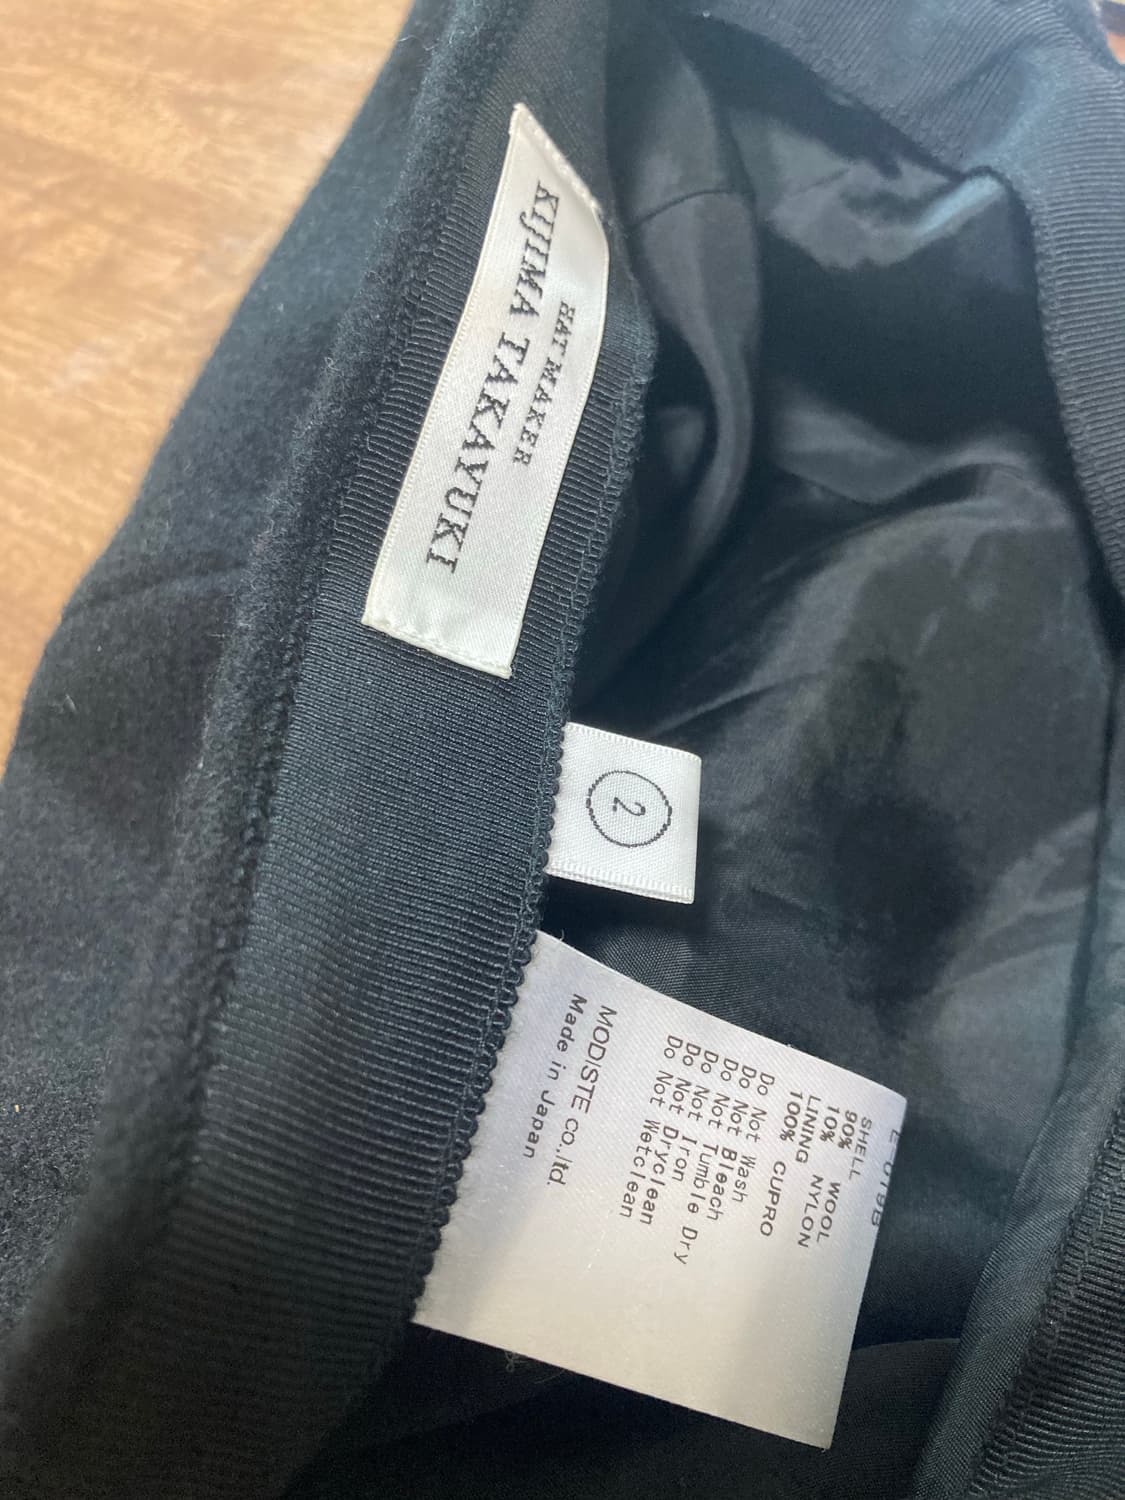 HAT MAKER
KIJIMA TAKAYUKI
2
SHELL
90% WOOL
10% NYLON
LINING
100% CUPRO
Do Not Wash
Do Not Bleach
Do Not Tumble Dry
Do Not Iron
Do Not Dryclean
Do Not Wetclean
MODISTE co.,ltd.
Made in Japan